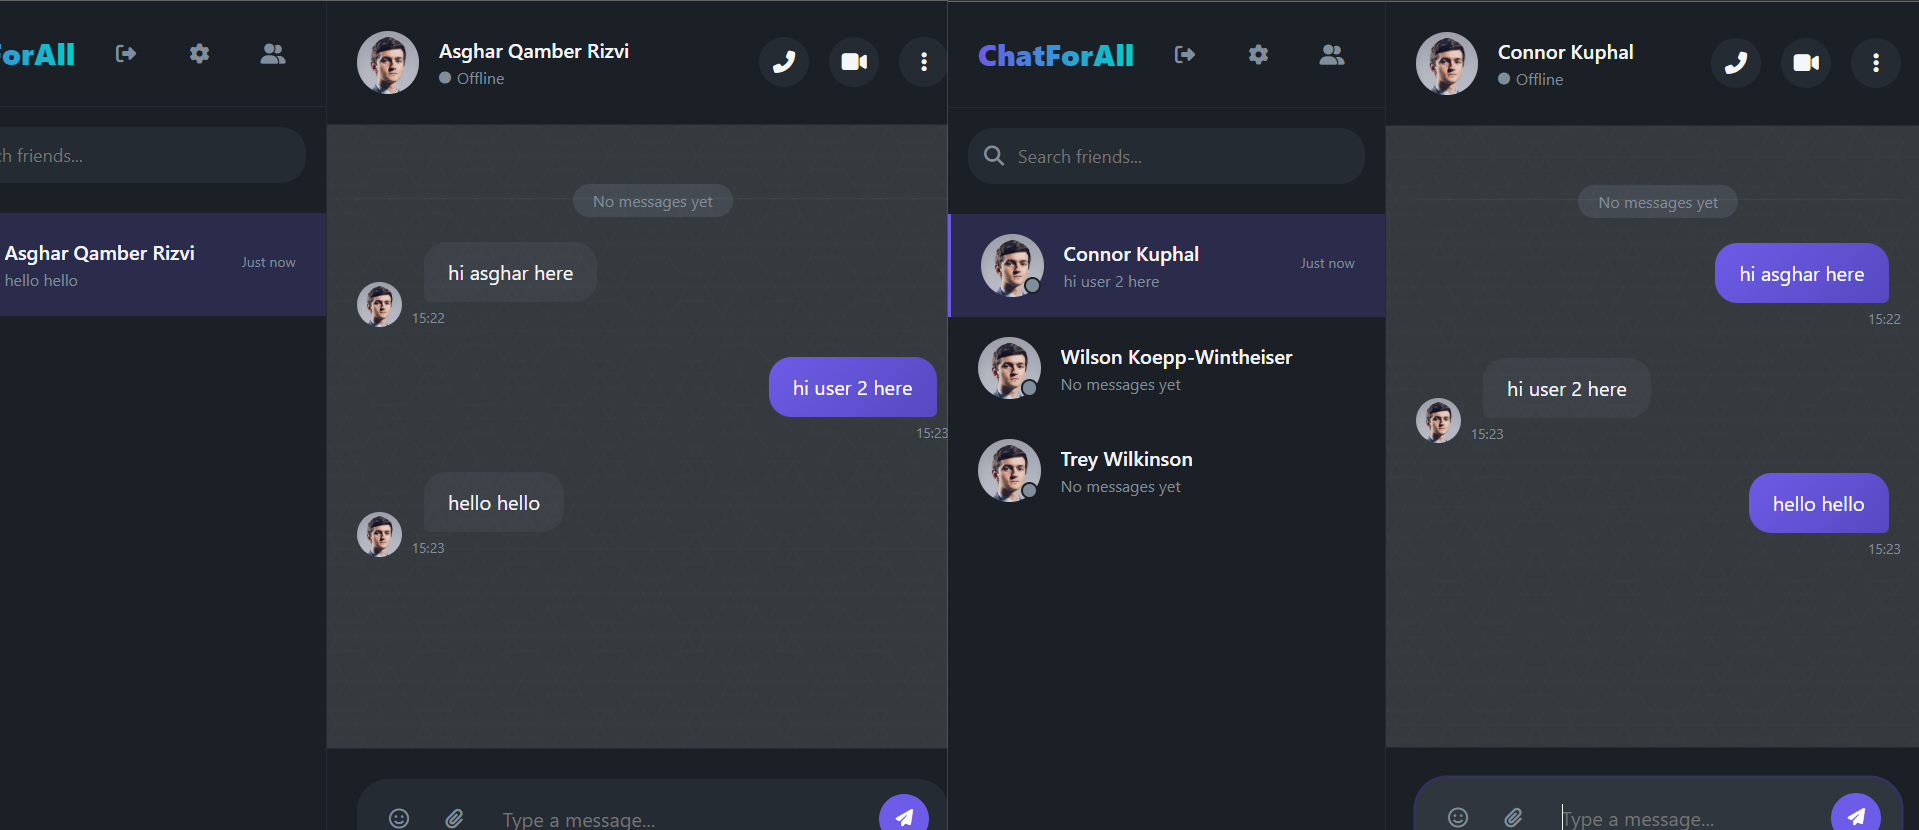 ForAll
Asghar Qamber Rizvi
Offline
ch friends...
Asghar Qamber Rizvi
Just now
hello hello
No messages yet
hi asghar here
15:22
hi user 2 here
15:23
hello hello
15:23
Type a message...
ChatForAll
Connor Kuphal
Offline
Search friends...
Connor Kuphal
Just now
hi user 2 here
Wilson Koepp-Wintheiser
No messages yet
Trey Wilkinson
No messages yet
No messages yet
hi asghar here
15:22
hi user 2 here
15:23
hello hello
15:23
Type a message...